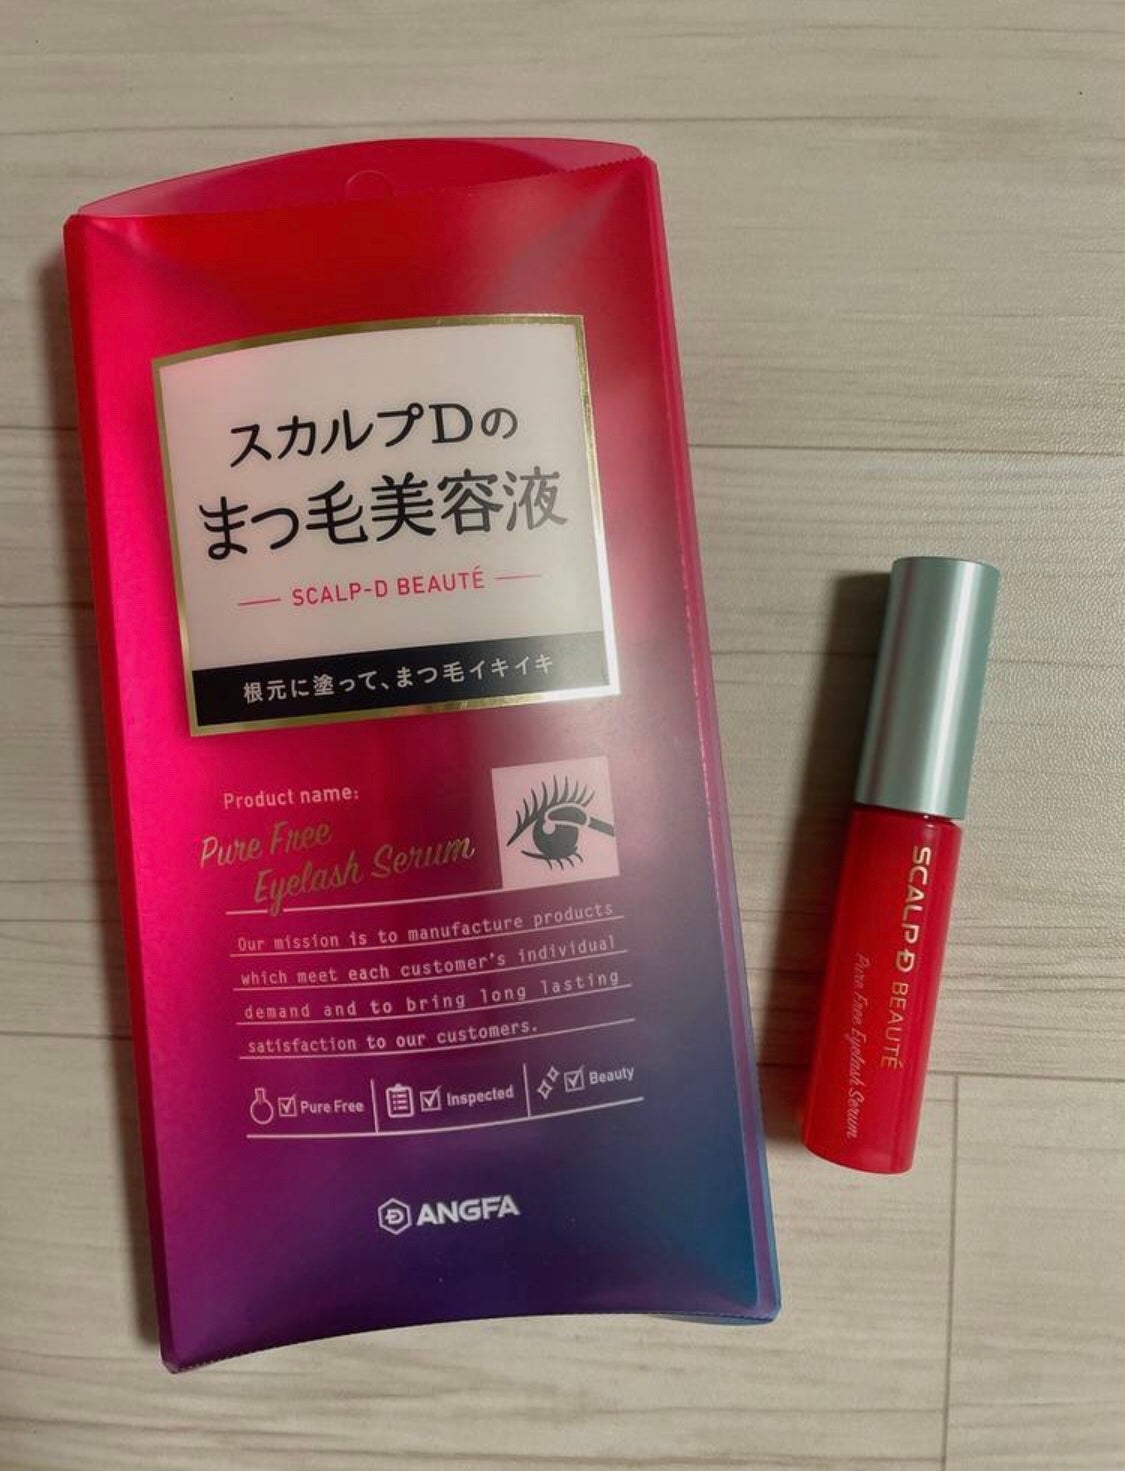 スカルプDの
まつ毛美容液
SCALP-D BEAUTÉ
根元に塗って、まつ毛イキイキ
Product name:
Pure Free
Eyelash Serum
Our mission is to manufacture products
which meet each customer's individual
demand and to bring long lasting
satisfaction to our customers.
Pure Free
Inspected
Beauty
ANGFA
SCALP-D BEAUTÉ
Pure Free Eyelash Serum